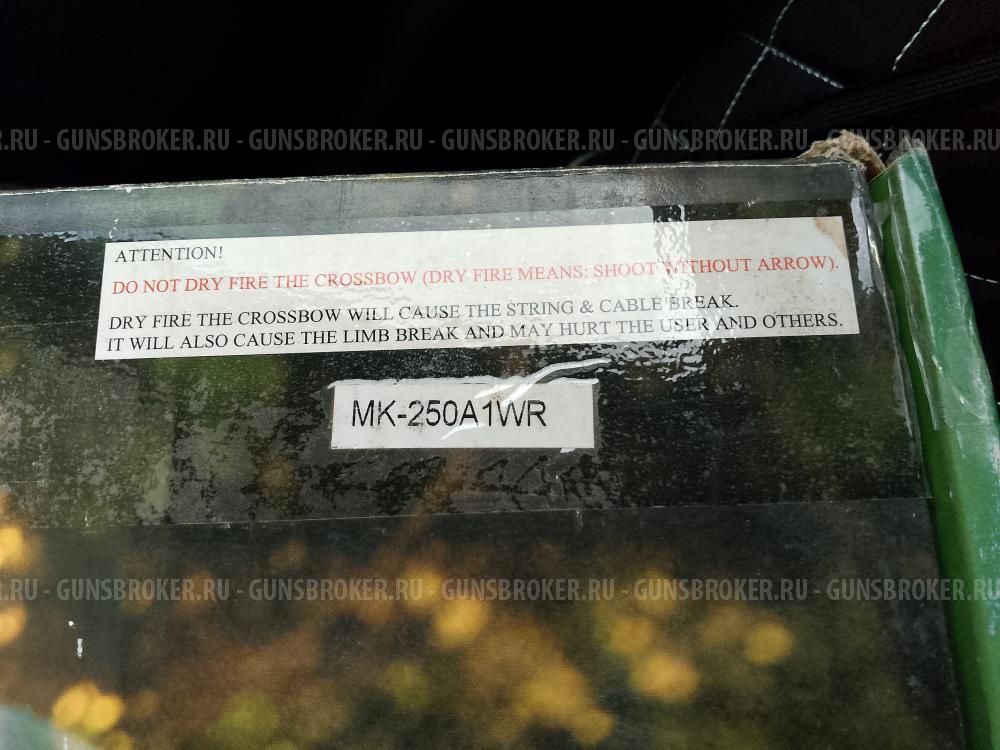 .RU - GUNSBROKER.RU - GUNSBROKER.RU - GUNSBROKER.RU - GUNSBROKER.RU - GUNSBROKER.RU
ATTENTION!
DO NOT DRY FIRE THE CROSSBOW (DRY FIRE MEANS: SHOOT WITHOUT ARROW).
DRY FIRE THE CROSSBOW WILL CAUSE THE STRING & CABLE BREAK.
IT WILL ALSO CAUSE THE LIMB BREAK AND MAY HURT THE USER AND OTHERS.
MK-250A1WR
.RU - GUNSBROKER.RU - GUNSBROKER.RU - GUNSBROKER.RU - GUNSBROKER.RU - GUNSBROKER.RU